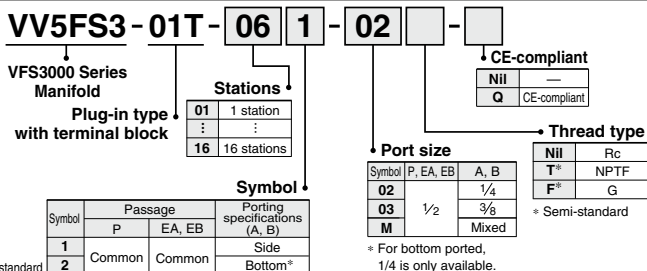 VV5FS3-01T-06 1-02 -
VFS3000 Series
Manifold
Plug-in type
with terminal block
Stations
01 1 station
⋮ ⋮
16 16 stations
Symbol
Symbol Passage Porting specifications (A, B)
P EA, EB
1 Common Common Side
2 Bottom*
standard
Port size
Symbol P, EA, EB A, B
02 1/2 1/4
03 3/8
M Mixed
* For bottom ported,
1/4 is only available.
CE-compliant
Nil —
Q CE-compliant
Thread type
Nil Rc
T* NPTF
F* G
* Semi-standard